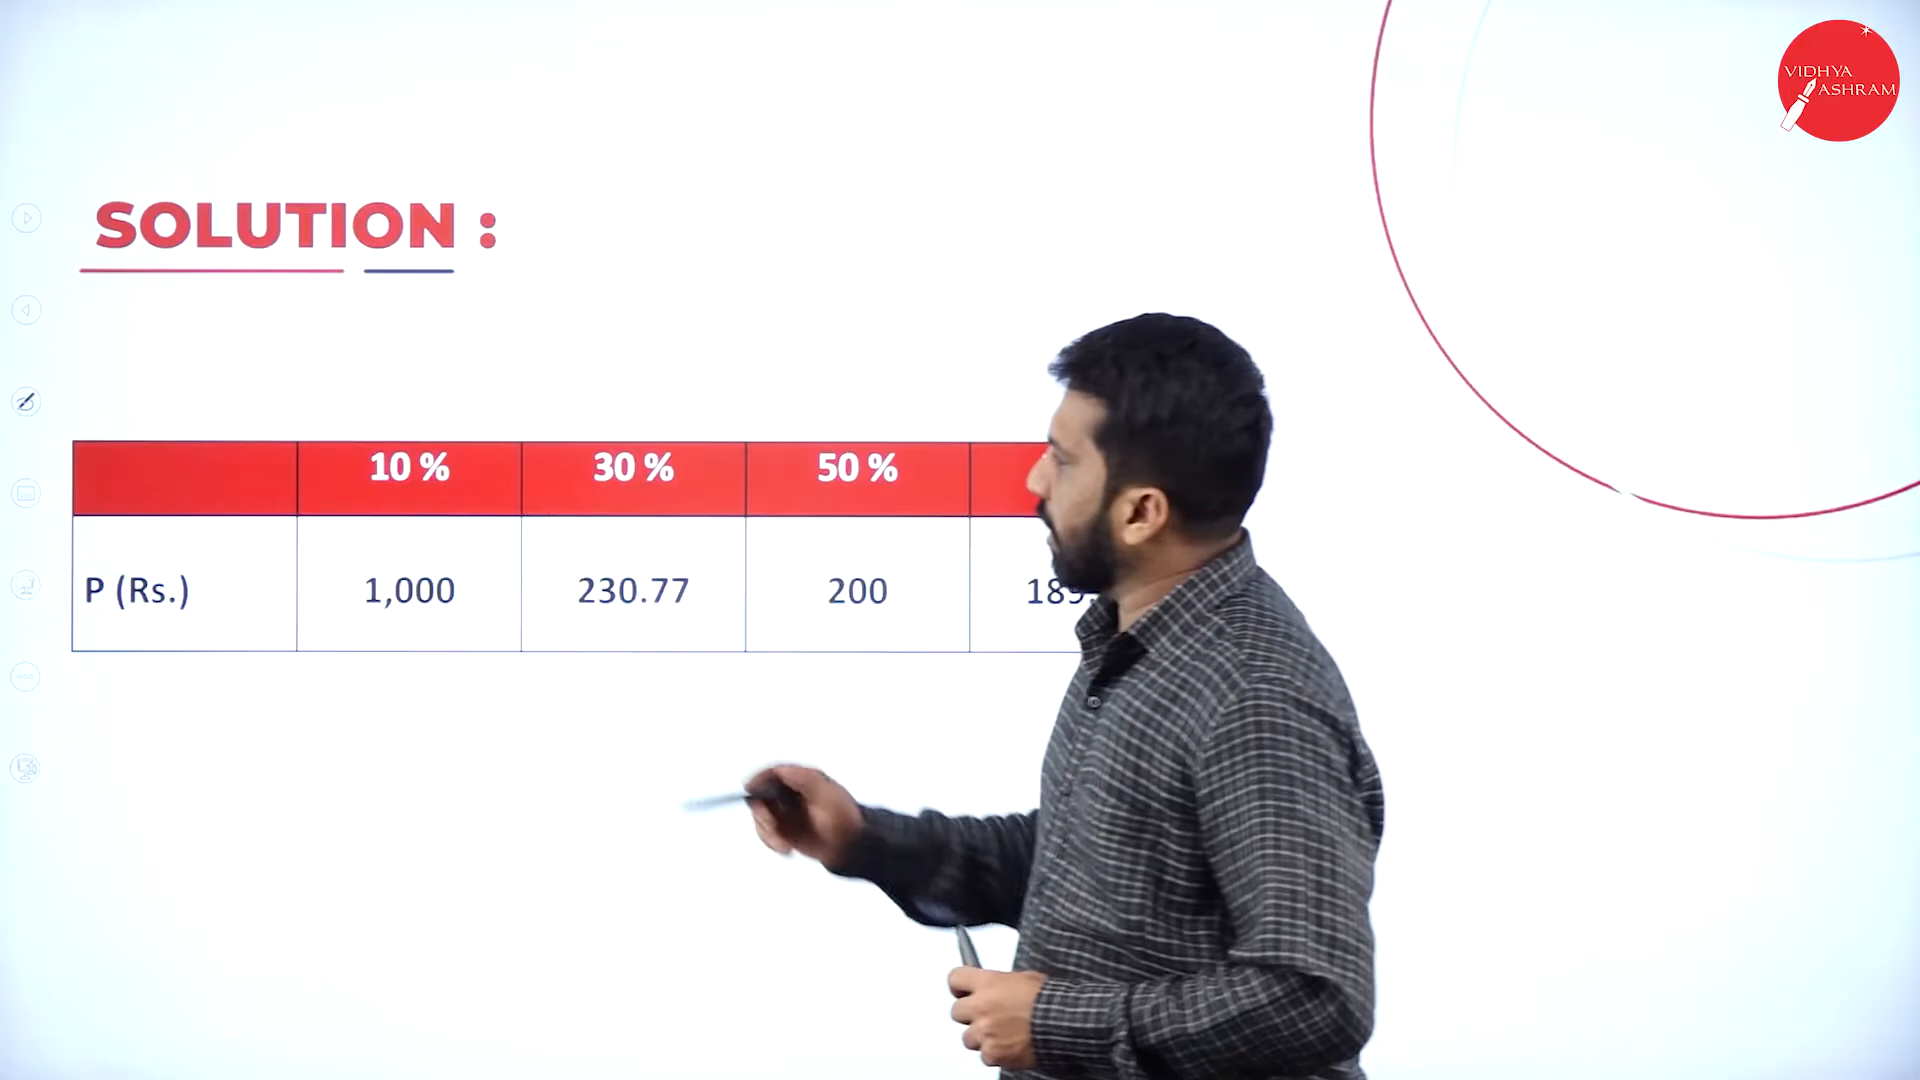 VIDHYA
ASHRAM
SOLUTION :
10 % 30 % 50 %
P (Rs.) 1,000 230.77 200